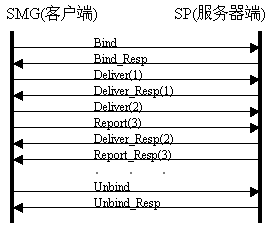 SMG(客户端) SP(服务器端)
Bind
Bind_Resp
Deliver(1)
Deliver_Resp(1)
Deliver(2)
Report(3)
Deliver_Resp(2)
Report_Resp(3)
. . .
Unbind
Unbind_Resp